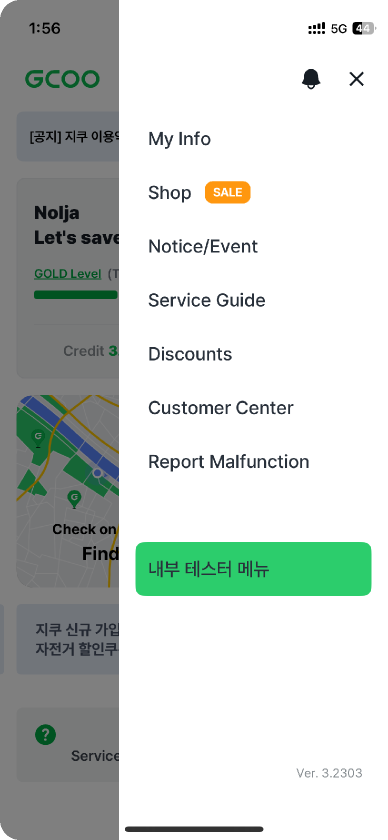 1:56
5G 44
GCOO
[공지] 지쿠 이용
My Info
Shop SALE
Nolja
Let's save
Notice/Event
GOLD Level (T
Service Guide
Credit 3
Discounts
Customer Center
Report Malfunction
G
G
Check on
Find
내부 테스터 메뉴
지쿠 신규 가입
자전거 할인쿠
?
Service
Ver. 3.2303